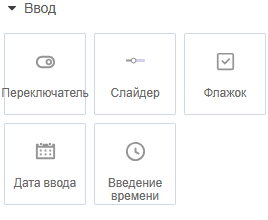 Ввод
Переключатель
Слайдер
Флажок
Дата ввода
Введение
времени